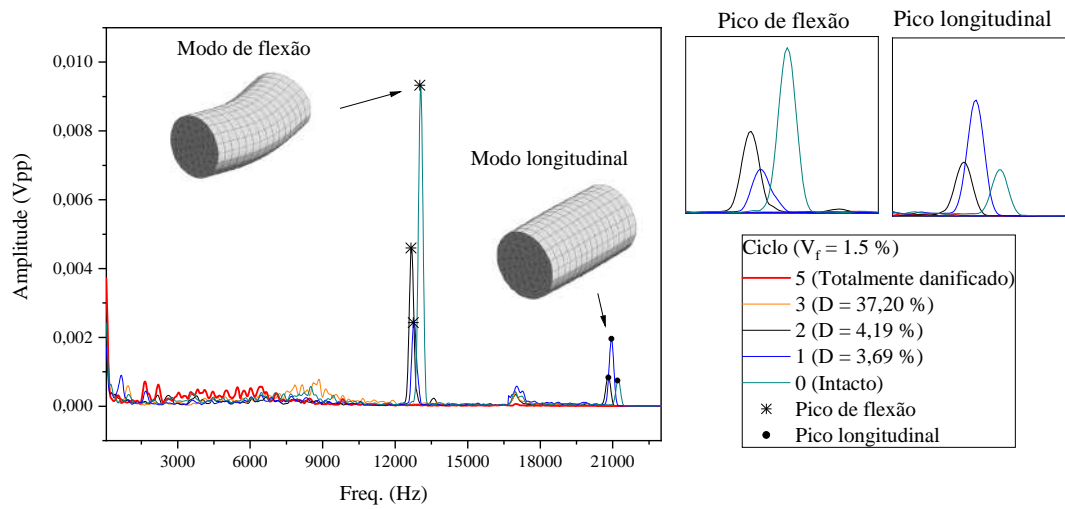 Pico de flexão
Pico longitudinal
Modo de flexão
Modo longitudinal
Amplitude (Vpp)
0,010
0,008
0,006
0,004
0,002
0,000
3000
6000
9000
12000
15000
18000
21000
Freq. (Hz)
Ciclo (V_f = 1.5 %)
5 (Totalmente danificado)
3 (D = 37,20 %)
2 (D = 4,19 %)
1 (D = 3,69 %)
0 (Intacto)
Pico de flexão
Pico longitudinal